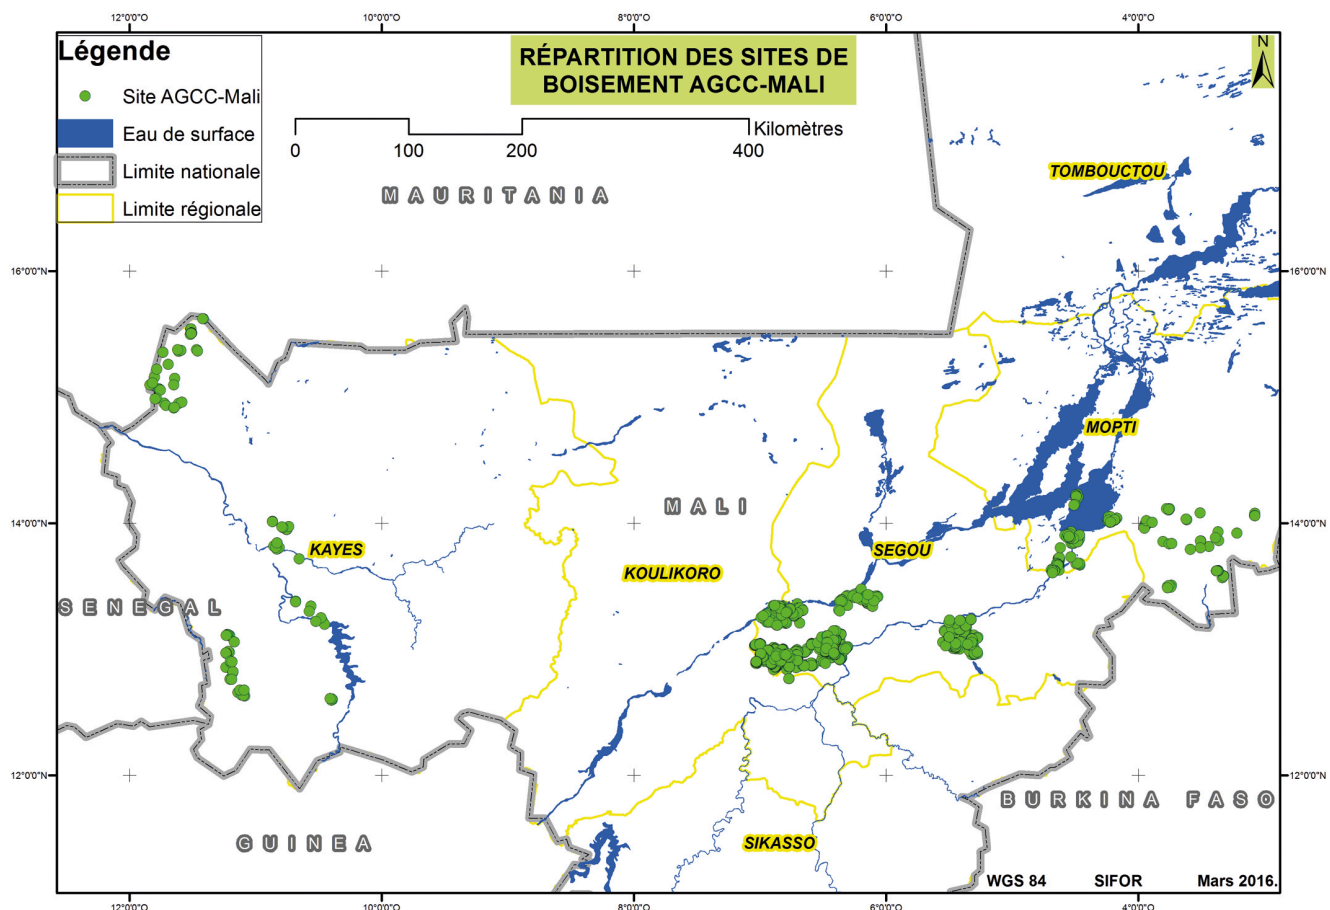 12°0'0"O 10°0'0"O 8°0'0"O 6°0'0"O 4°0'0"O
Légende
Site AGCC-Mali
Eau de surface
Limite nationale
Limite régionale
RÉPARTITION DES SITES DE
BOISEMENT AGCC-MALI
N
Kilomètres
0 100 200 400
MAURITANIA
TOMBOUCTOU
16°0'0"N 16°0'0"N
MOPTI
MALI
14°0'0"N 14°0'0"N
KAYES
SEGOU
KOULIKORO
SENEGAL
12°0'0"N 12°0'0"N
BURKINA FASO
GUINEA
SIKASSO
WGS 84 SIFOR Mars 2016.
12°0'0"O 10°0'0"O 8°0'0"O 6°0'0"O 4°0'0"O